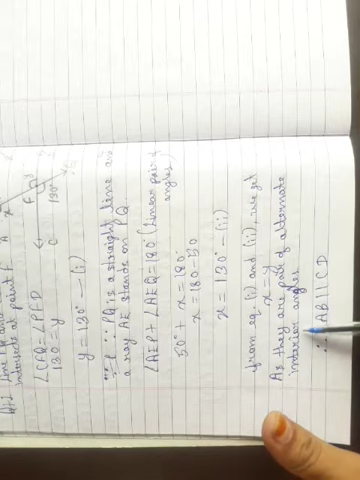 intersects at point F
A
x
F
y
C
130°
Q
∠CFQ = ∠EFD
130 = y
y = 130° - (i)
∵ PQ is a straight line and
a ray AE stands on PQ
∠AEP + ∠AEQ = 180° (Linear pair of
angles)
50° + x = 180°
x = 180 - 50
x = 130° - (ii)
from eq (i) and (ii), we get
x = y
As they are pair of alternate
interior angles
∴ AB || CD